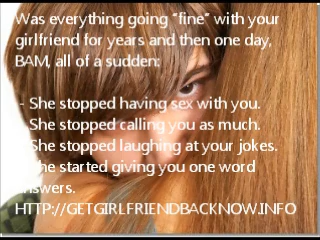 Was everything going "fine" with your
girlfriend for years and then one day,
BAM, all of a sudden:
- She stopped having sex with you.
- She stopped calling you as much.
- She stopped laughing at your jokes.
- She started giving you one word
answers.
HTTP://GETGIRLFRIENDBACKNOW.INFO